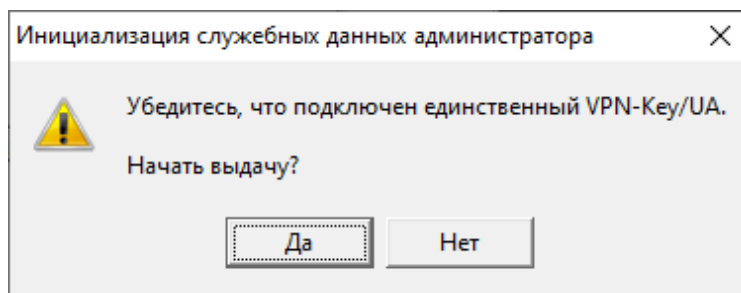 Инициализация служебных данных администратора
Убедитесь, что подключен единственный VPN-Key/UA.
Начать выдачу?
Да
Нет